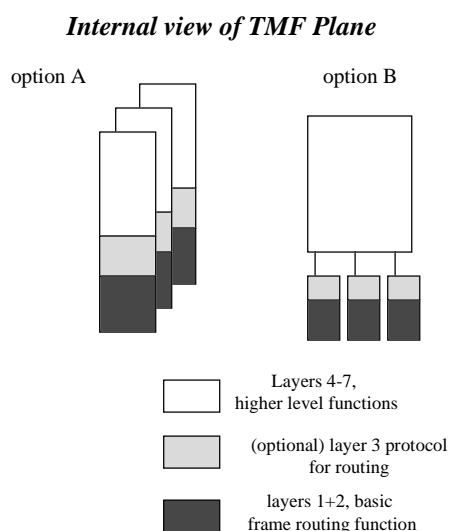 Internal view of TMF Plane
option A
option B
Layers 4-7,
higher level functions
(optional) layer 3 protocol
for routing
layers 1+2, basic
frame routing function